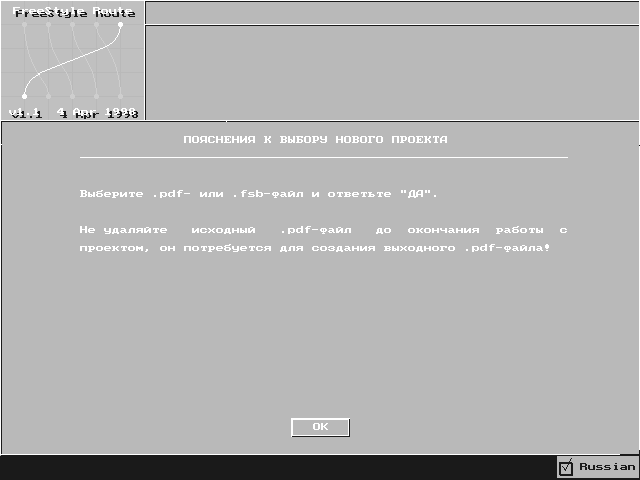 FreeStyle Route
v1.1 4 Apr 1998
ПОЯСНЕНИЯ К ВЫБОРУ НОВОГО ПРОЕКТА
Выберите .pdf- или .fsb-файл и ответьте "ДА".
Не удаляйте исходный .pdf-файл до окончания работы с
проектом, он потребуется для создания выходного .pdf-файла!
OK
Russian